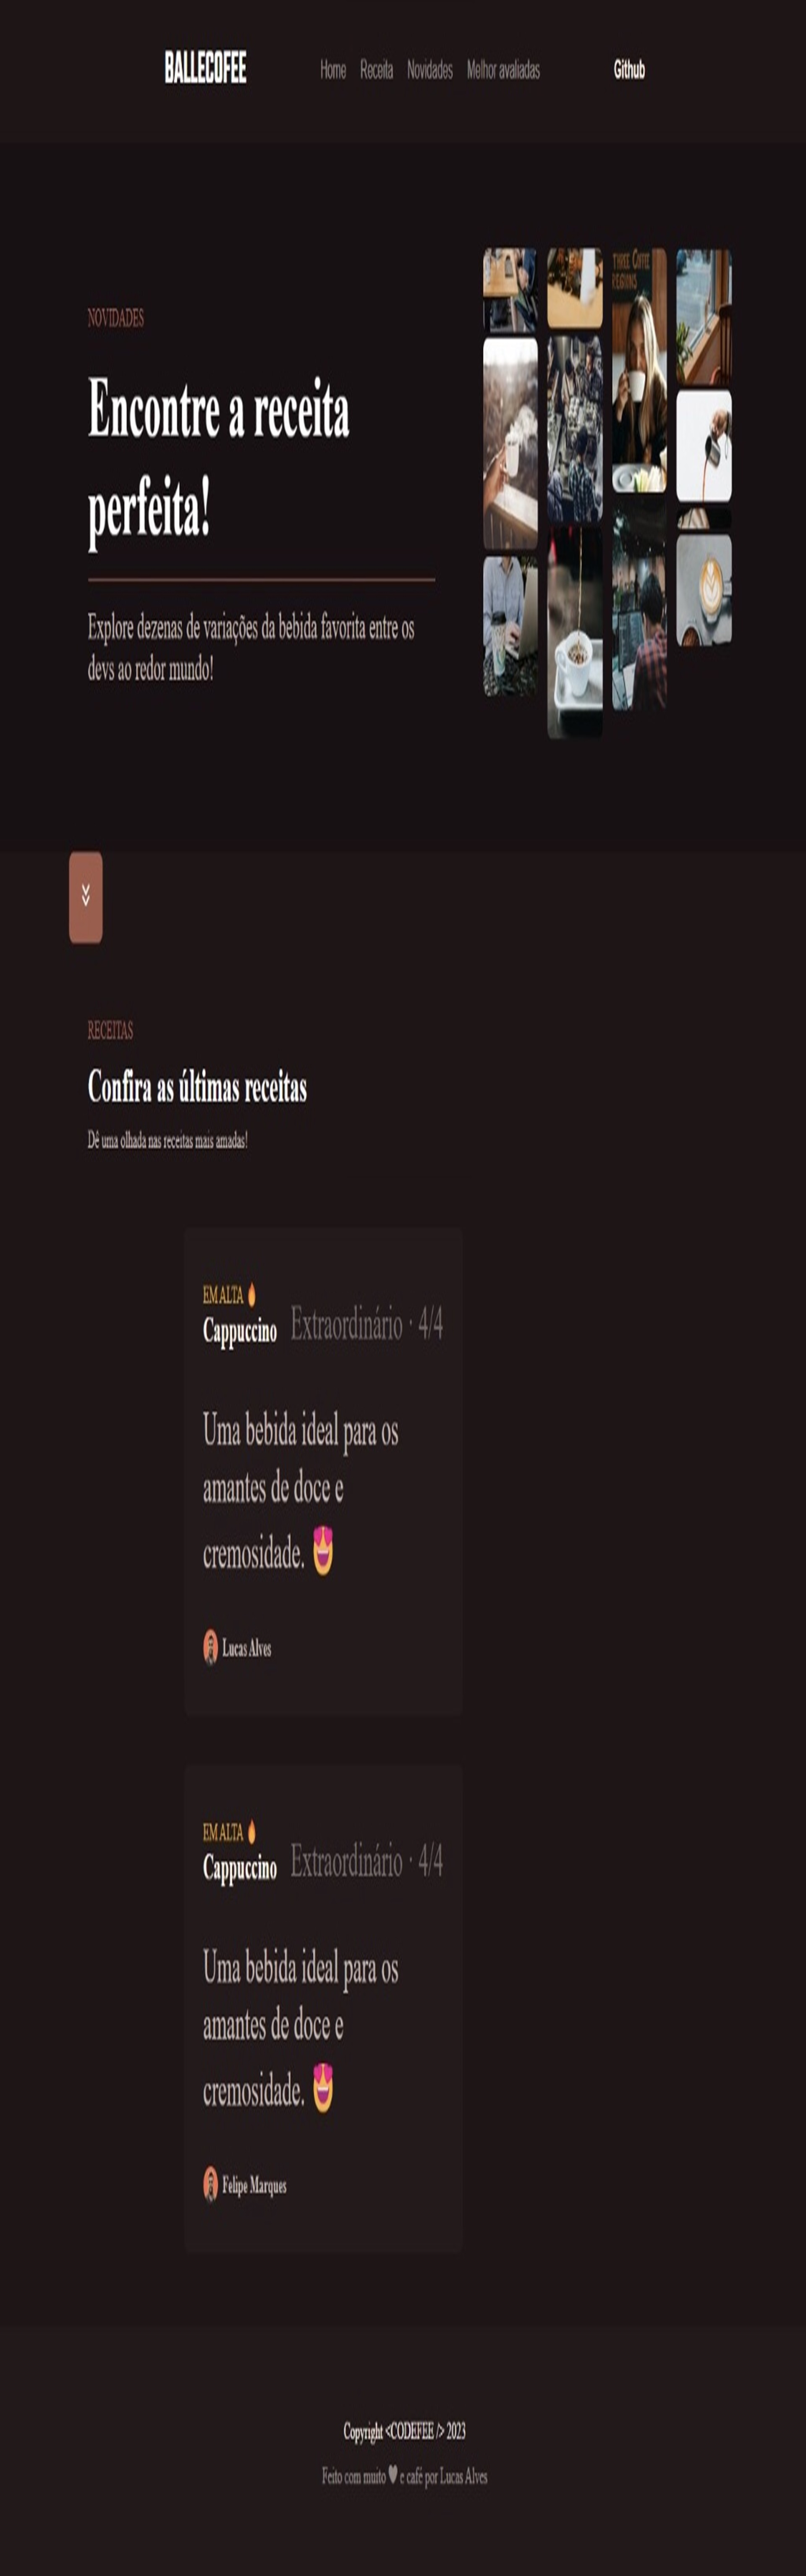 BALLECOFEE
Home Receita Novidades Melhor avaliadas
Github
NOVIDADES
Encontre a receita
perfeita!
Explore dezenas de variações da bebida favorita entre os
devs ao redor mundo!
THREE COFFEE
REGIONS
RECEITAS
Confira as últimas receitas
Dê uma olhada nas receitas mais amadas!
EM ALTA 🔥
Cappuccino
Extraordinário · 4/4
Uma bebida ideal para os
amantes de doce e
cremosidade. 😍
Lucas Alves
EM ALTA 🔥
Cappuccino
Extraordinário · 4/4
Uma bebida ideal para os
amantes de doce e
cremosidade. 😍
Felipe Marques
Copyright <CODEFEE /> 2023
Feito com muito ♥ e café por Lucas Alves